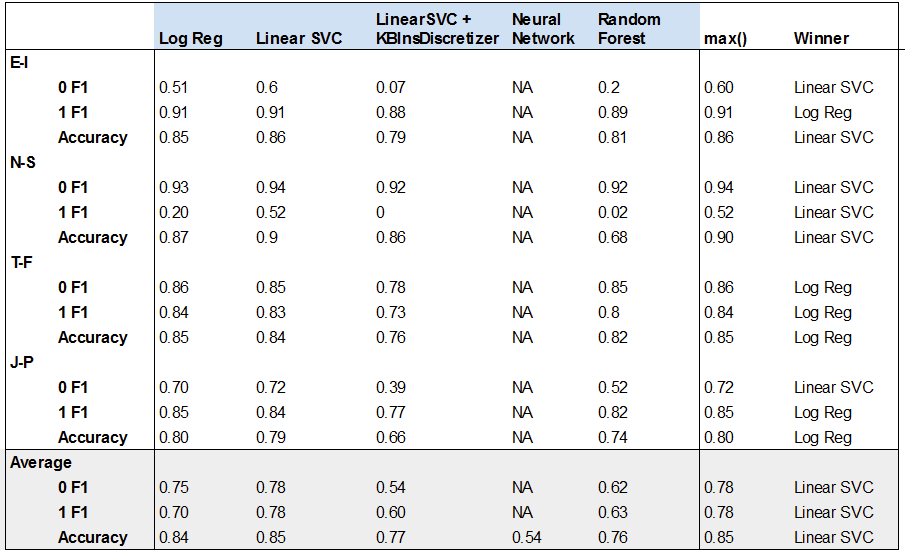 Log Reg Linear SVC LinearSVC + KBInsDiscretizer Neural Network Random Forest max() Winner
E-I
0 F1 0.51 0.6 0.07 NA 0.2 0.60 Linear SVC
1 F1 0.91 0.91 0.88 NA 0.89 0.91 Log Reg
Accuracy 0.85 0.86 0.79 NA 0.81 0.86 Linear SVC
N-S
0 F1 0.93 0.94 0.92 NA 0.92 0.94 Linear SVC
1 F1 0.20 0.52 0 NA 0.02 0.52 Linear SVC
Accuracy 0.87 0.9 0.86 NA 0.68 0.90 Linear SVC
T-F
0 F1 0.86 0.85 0.78 NA 0.85 0.86 Log Reg
1 F1 0.84 0.83 0.73 NA 0.8 0.84 Log Reg
Accuracy 0.85 0.84 0.76 NA 0.82 0.85 Log Reg
J-P
0 F1 0.70 0.72 0.39 NA 0.52 0.72 Linear SVC
1 F1 0.85 0.84 0.77 NA 0.82 0.85 Log Reg
Accuracy 0.80 0.79 0.66 NA 0.74 0.80 Log Reg
Average
0 F1 0.75 0.78 0.54 NA 0.62 0.78 Linear SVC
1 F1 0.70 0.78 0.60 NA 0.63 0.78 Linear SVC
Accuracy 0.84 0.85 0.77 0.54 0.76 0.85 Linear SVC